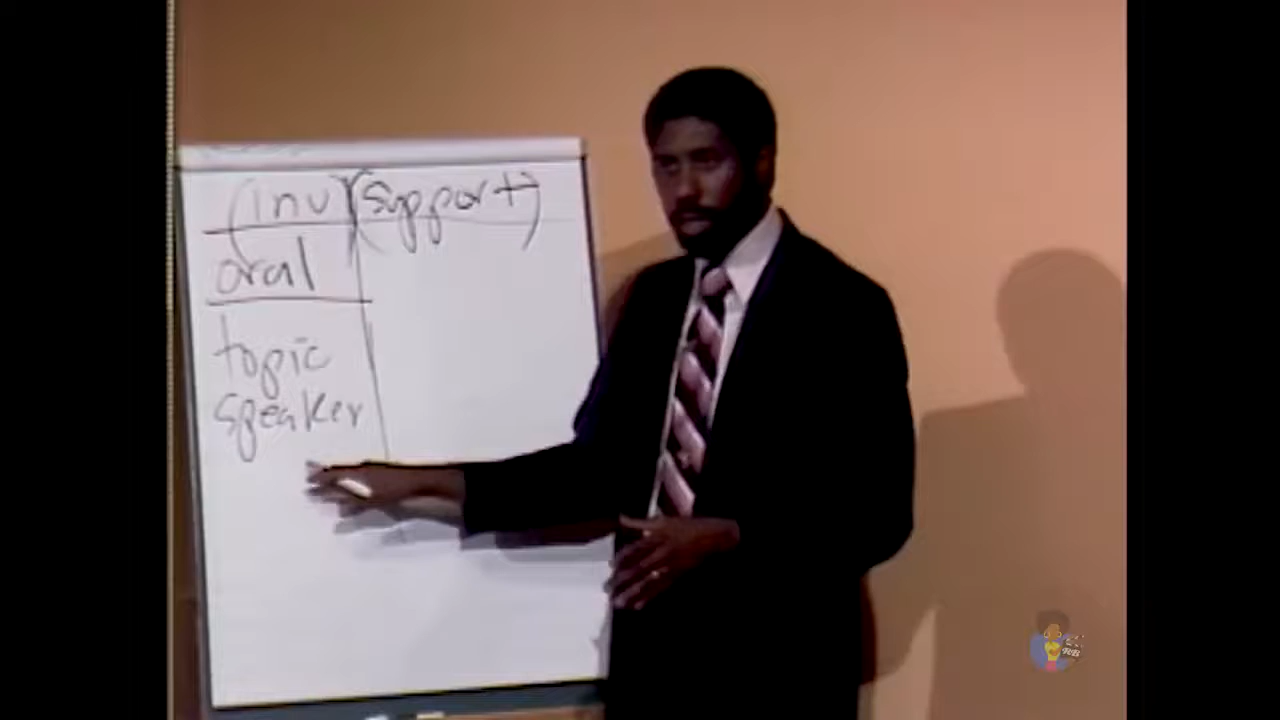 (inv) (support)
oral
topic
speaker